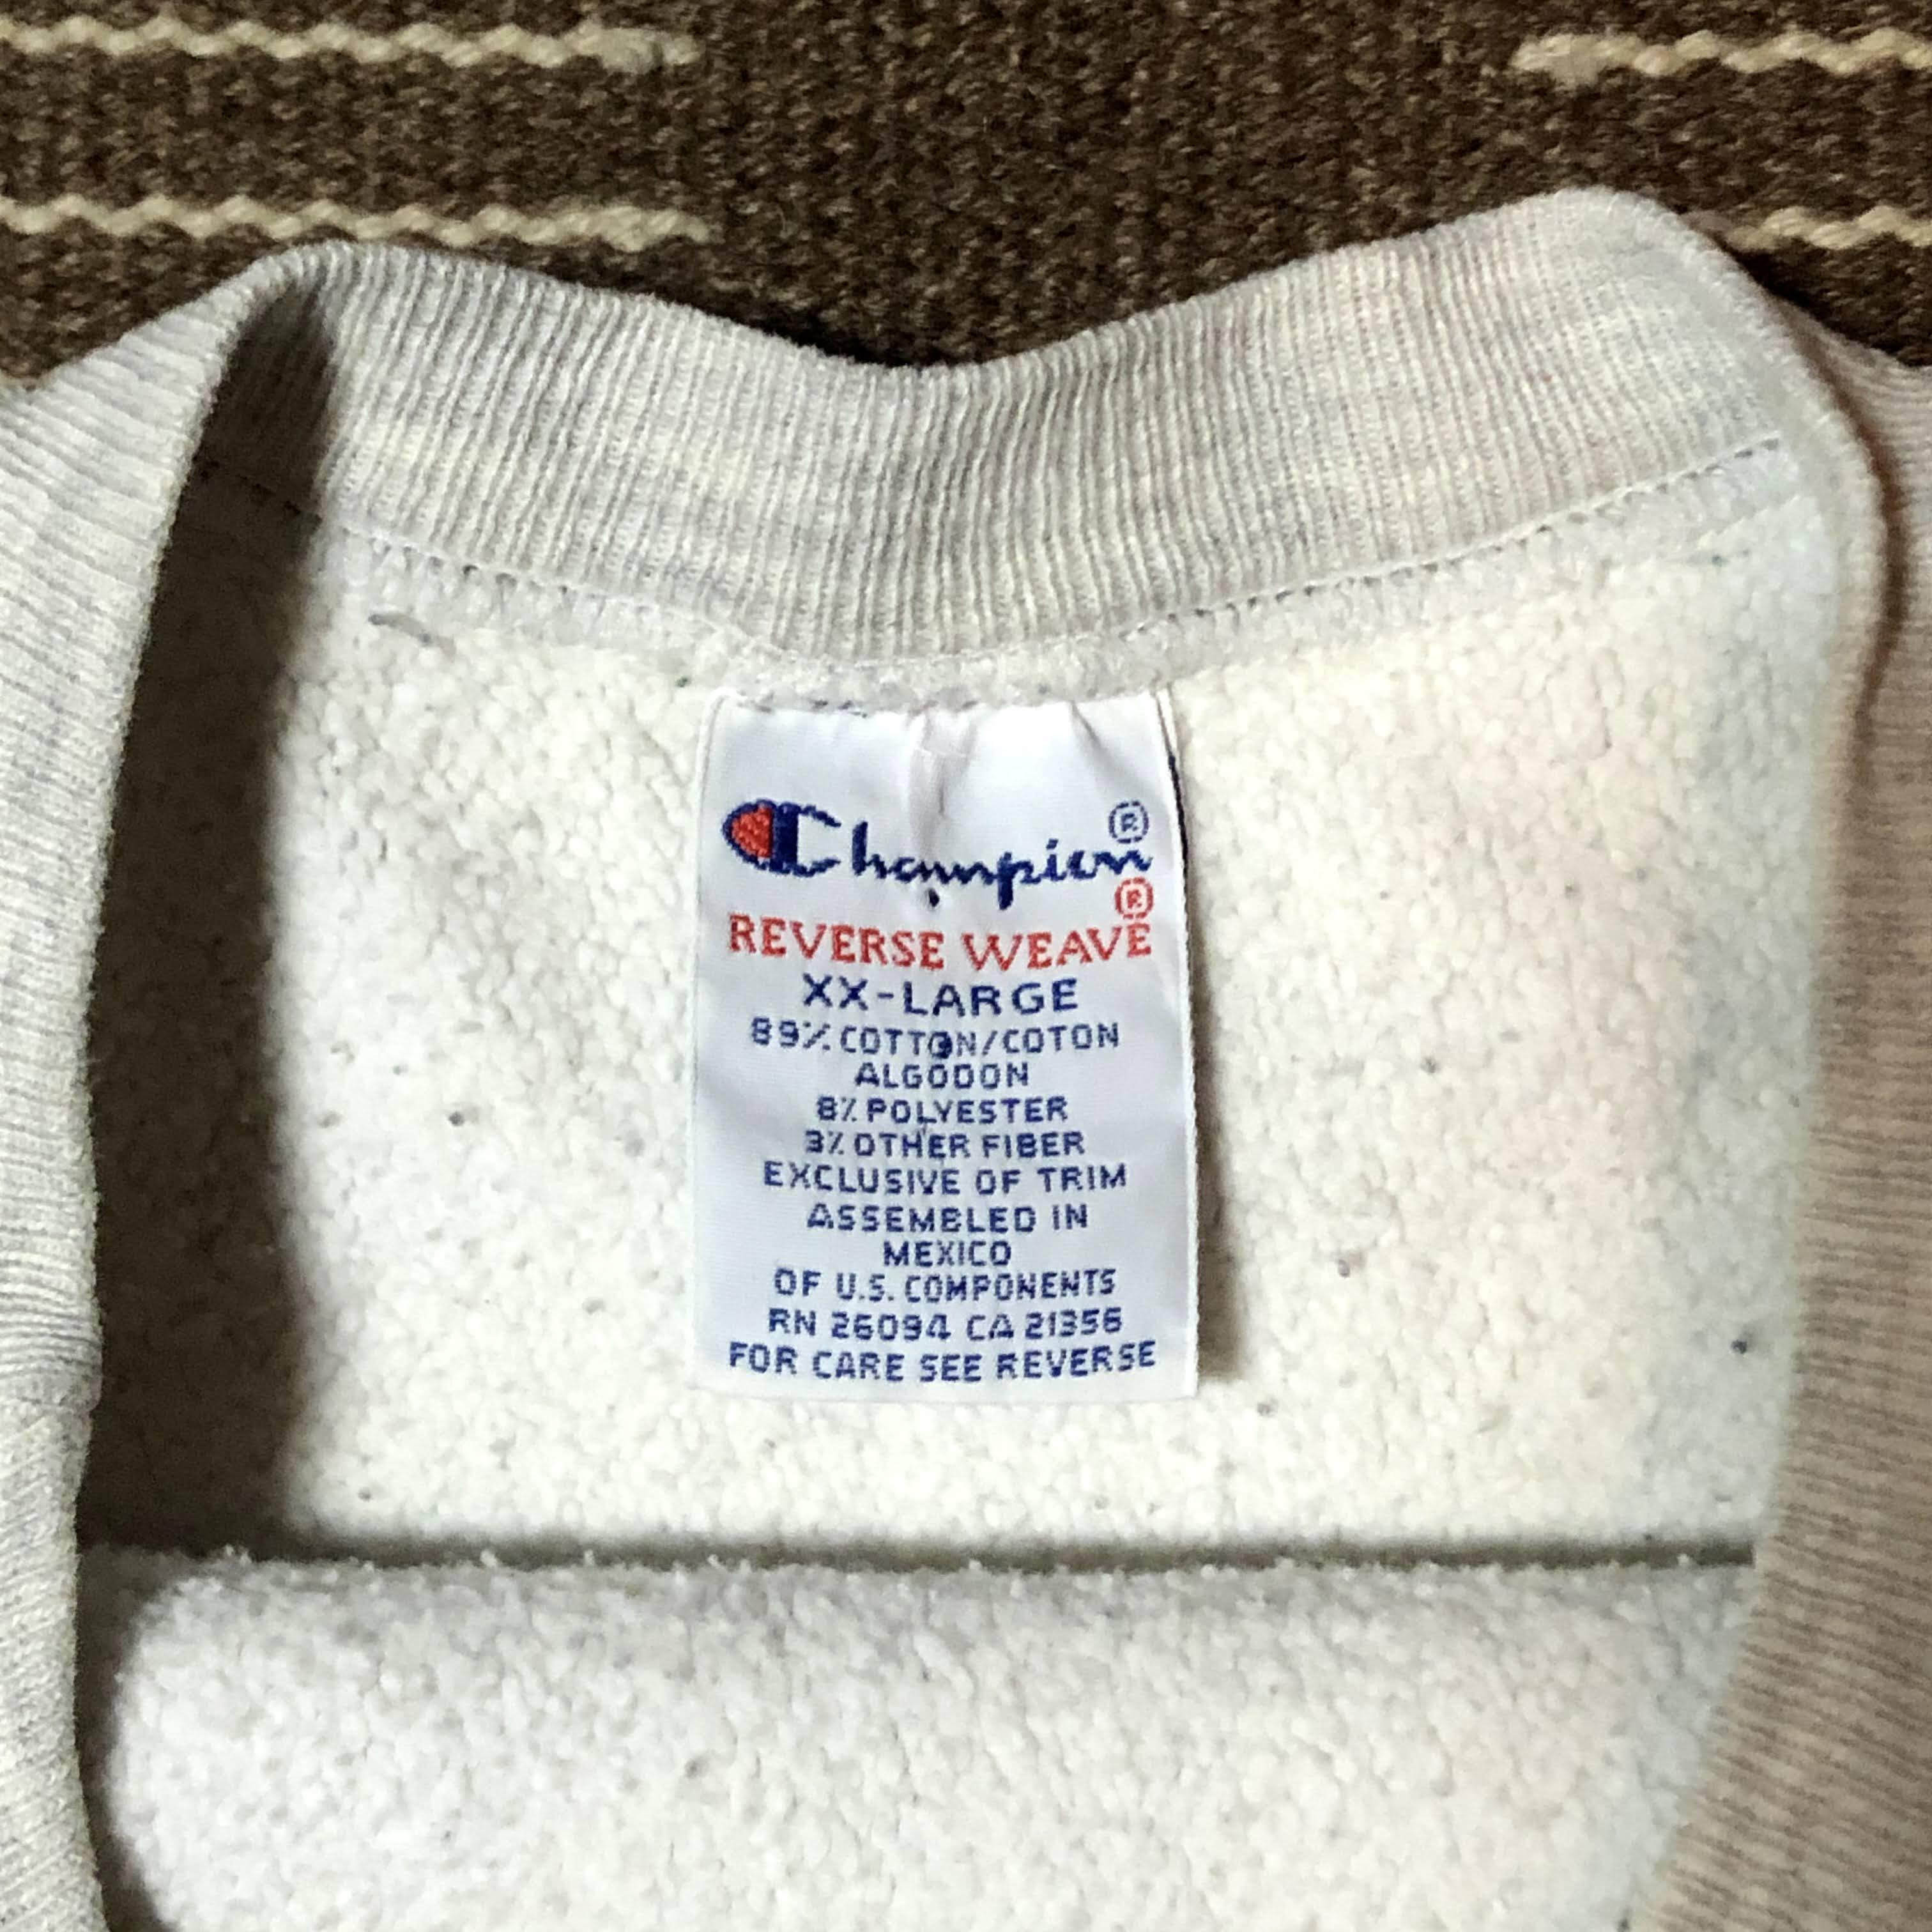 Champion®
REVERSE WEAVE®
XX-LARGE
89% COTTON/COTON
ALGODON
8% POLYESTER
3% OTHER FIBER
EXCLUSIVE OF TRIM
ASSEMBLED IN
MEXICO
OF U.S. COMPONENTS
RN 26094 CA 21356
FOR CARE SEE REVERSE